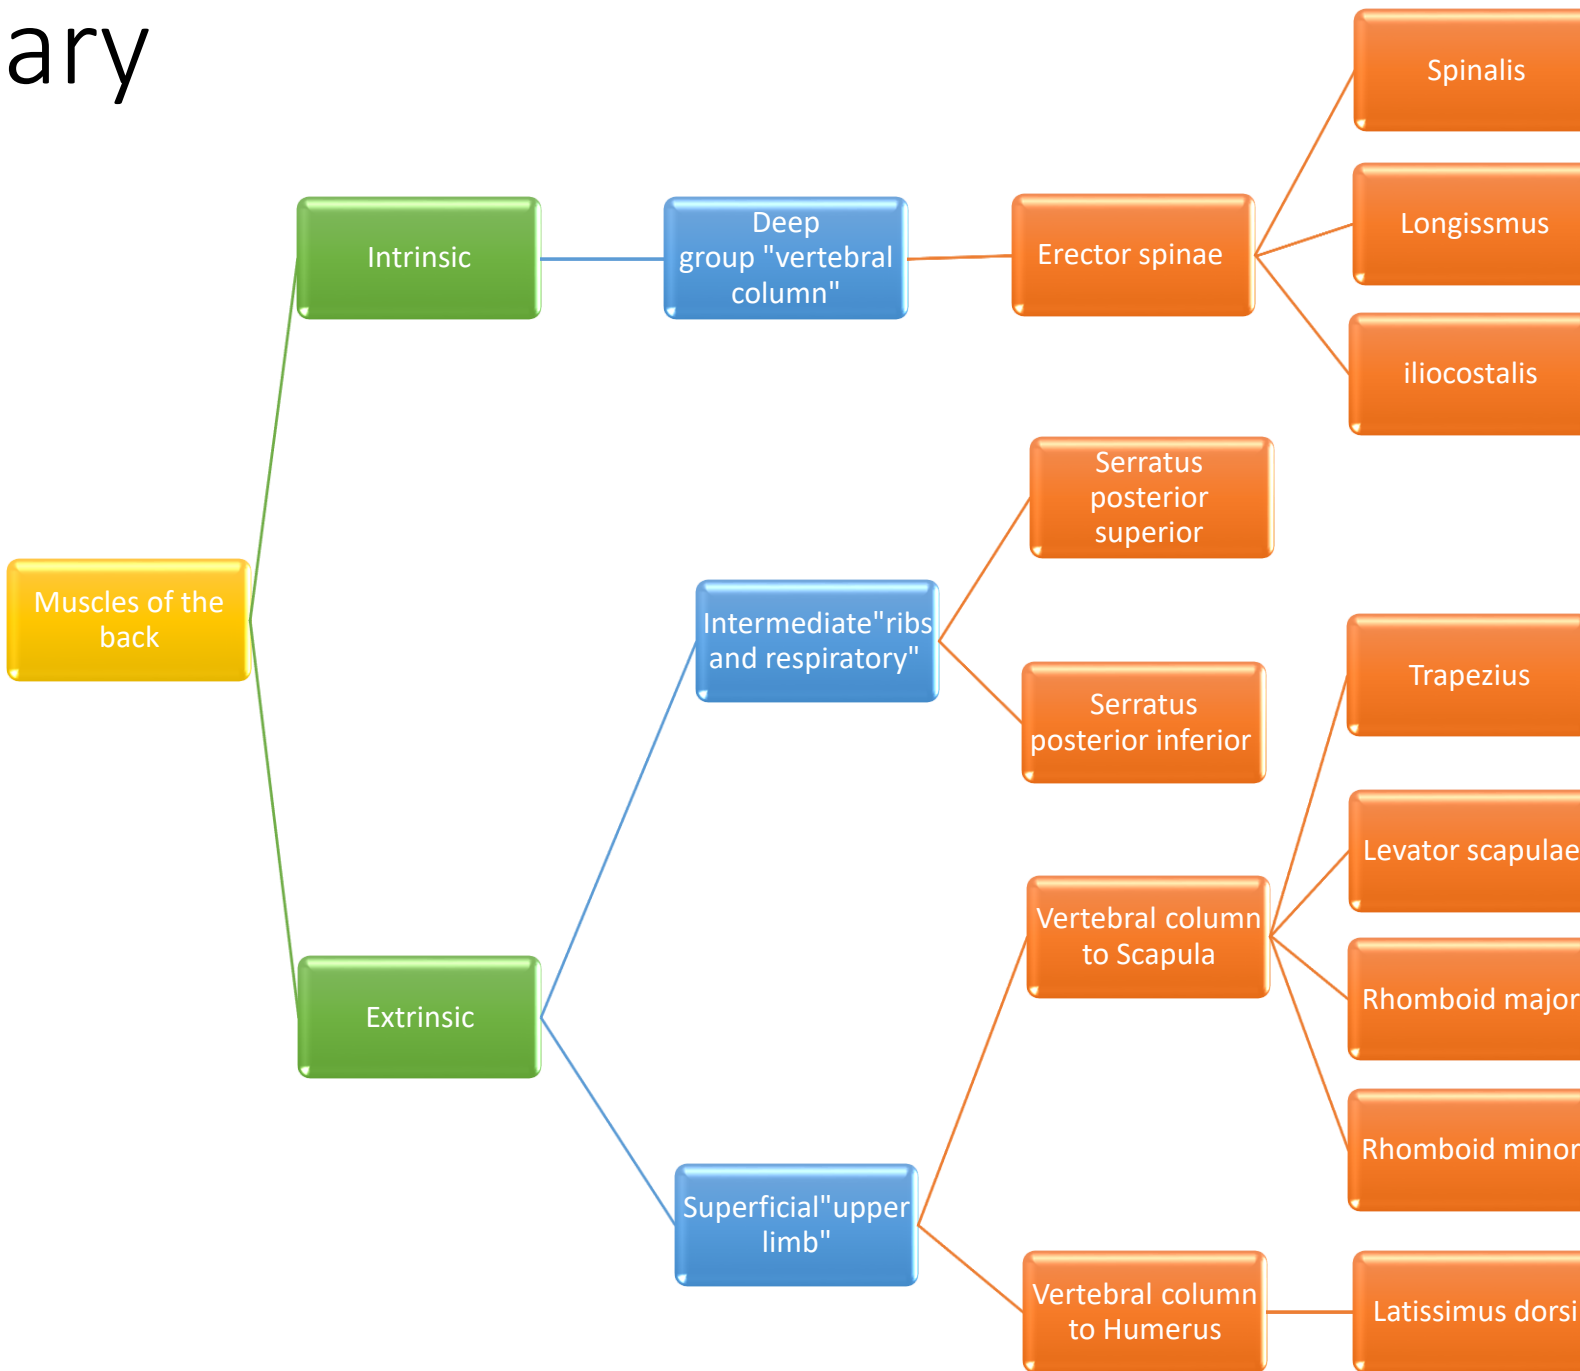 ary
Spinalis
Intrinsic
Deep
group "vertebral
column"
Erector spinae
Longissmus
iliocostalis
Serratus
posterior
superior
Muscles of the
back
Intermediate"ribs
and respiratory"
Serratus
posterior inferior
Trapezius
Levator scapulae
Vertebral column
to Scapula
Rhomboid major
Extrinsic
Rhomboid minor
Superficial"upper
limb"
Vertebral column
to Humerus
Latissimus dorsi